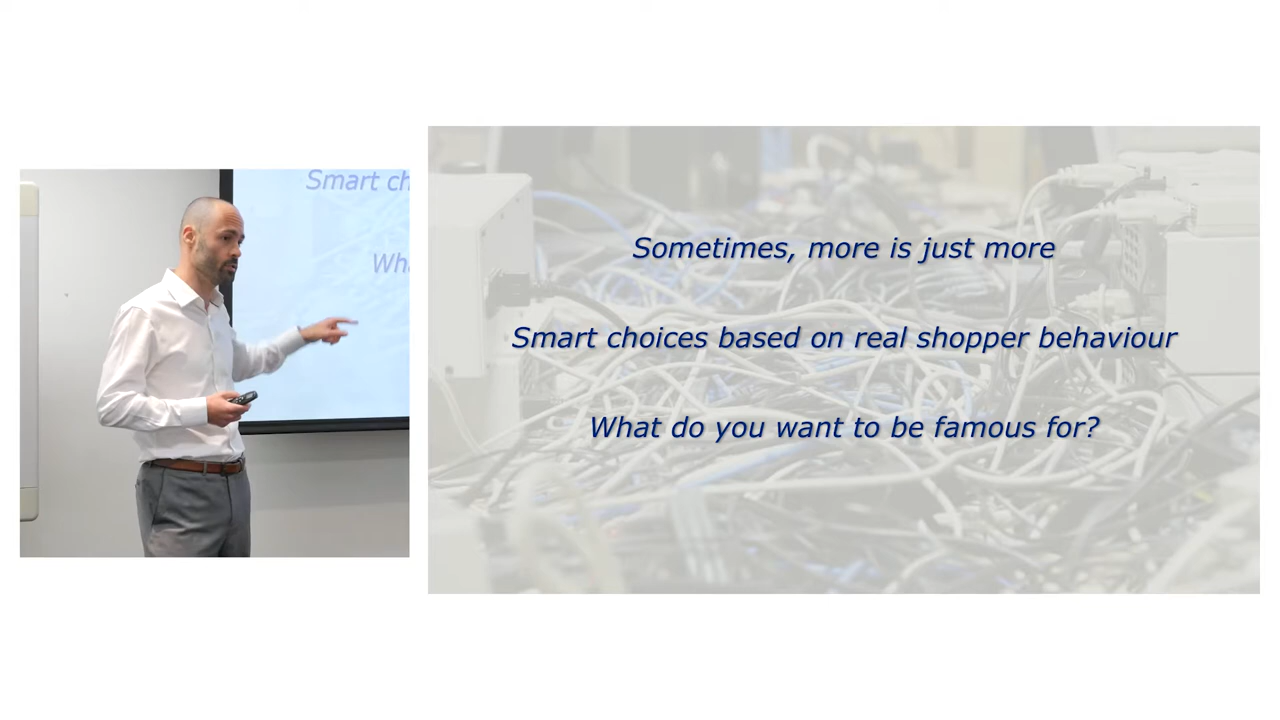 Smart ch
Wha
Sometimes, more is just more
Smart choices based on real shopper behaviour
What do you want to be famous for?